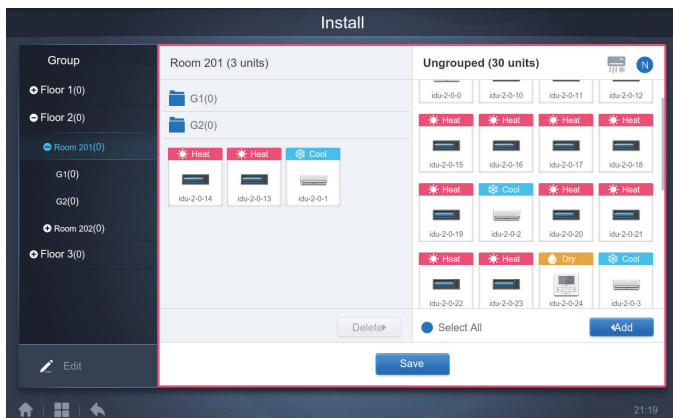 Install
Group
Floor 1(0)
Floor 2(0)
Room 201(0)
G1(0)
G2(0)
Room 202(0)
Floor 3(0)
Edit
Room 201 (3 units)
G1(0)
G2(0)
Heat Heat Cool
idu-2-0-14 idu-2-0-13 idu-2-0-1
Delete
Ungrouped (30 units)
N
idu-2-0-0 idu-2-0-10 idu-2-0-11 idu-2-0-12
Heat Heat Heat Heat
idu-2-0-15 idu-2-0-16 idu-2-0-17 idu-2-0-18
Heat Cool Heat Heat
idu-2-0-19 idu-2-0-2 idu-2-0-20 idu-2-0-21
Heat Heat Dry Cool
idu-2-0-22 idu-2-0-23 idu-2-0-24 idu-2-0-3
Select All
Add
Save
21:19